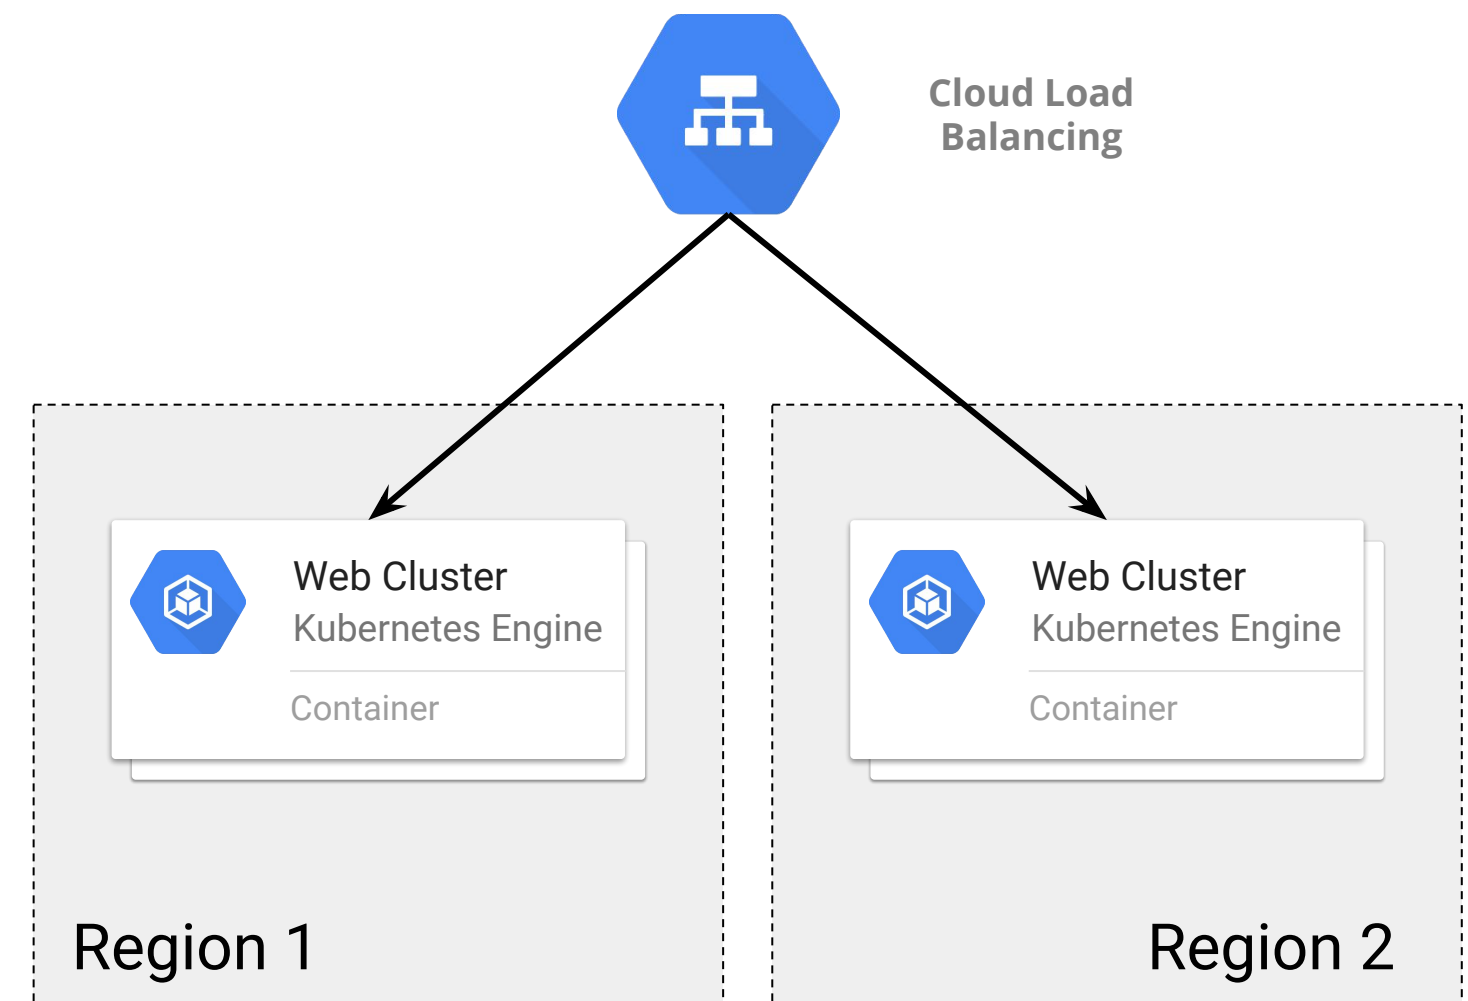 Cloud Load
Balancing
Web Cluster
Kubernetes Engine
Container
Region 1
Web Cluster
Kubernetes Engine
Container
Region 2